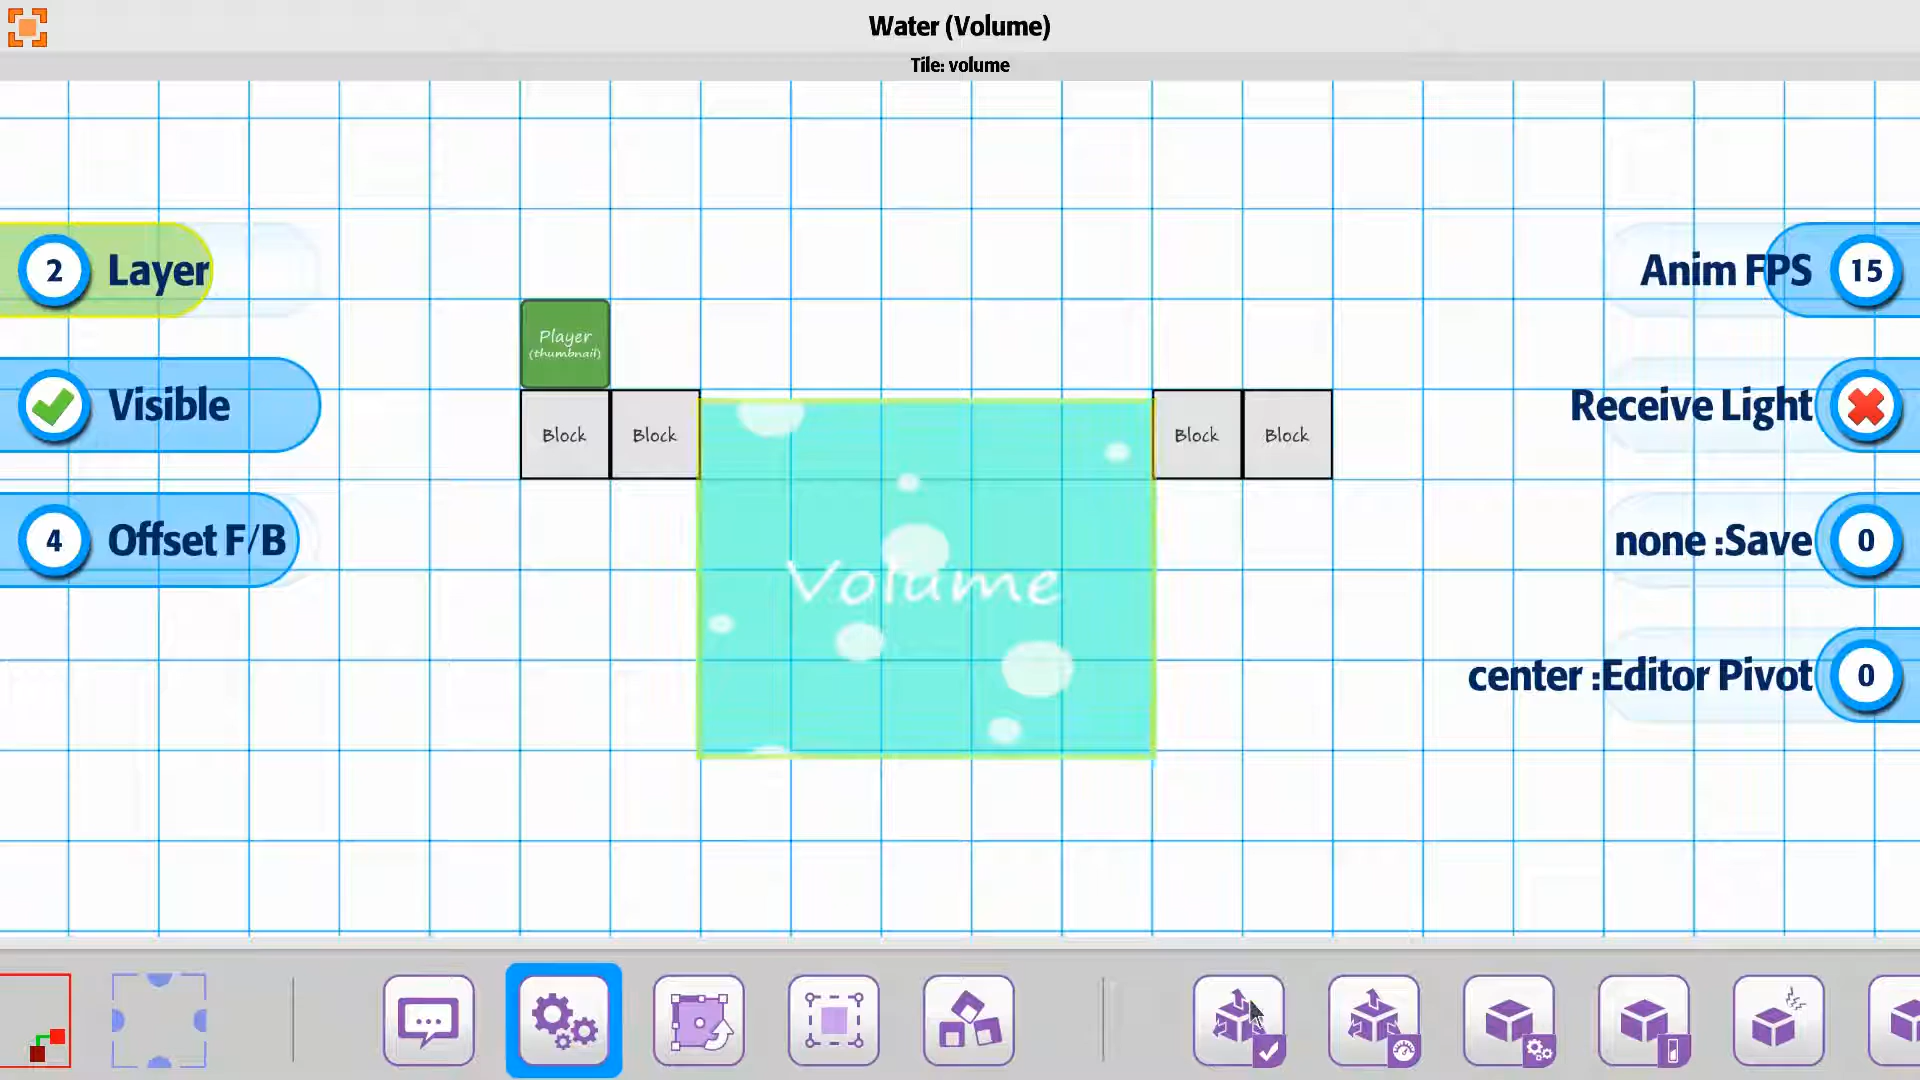 Water (Volume)
Tile: volume
2 Layer
Anim FPS 15
Player
(thumbnail)
Visible
Receive Light
Block
Block
Block
Block
4 Offset F/B
none :Save 0
Volume
center :Editor Pivot 0